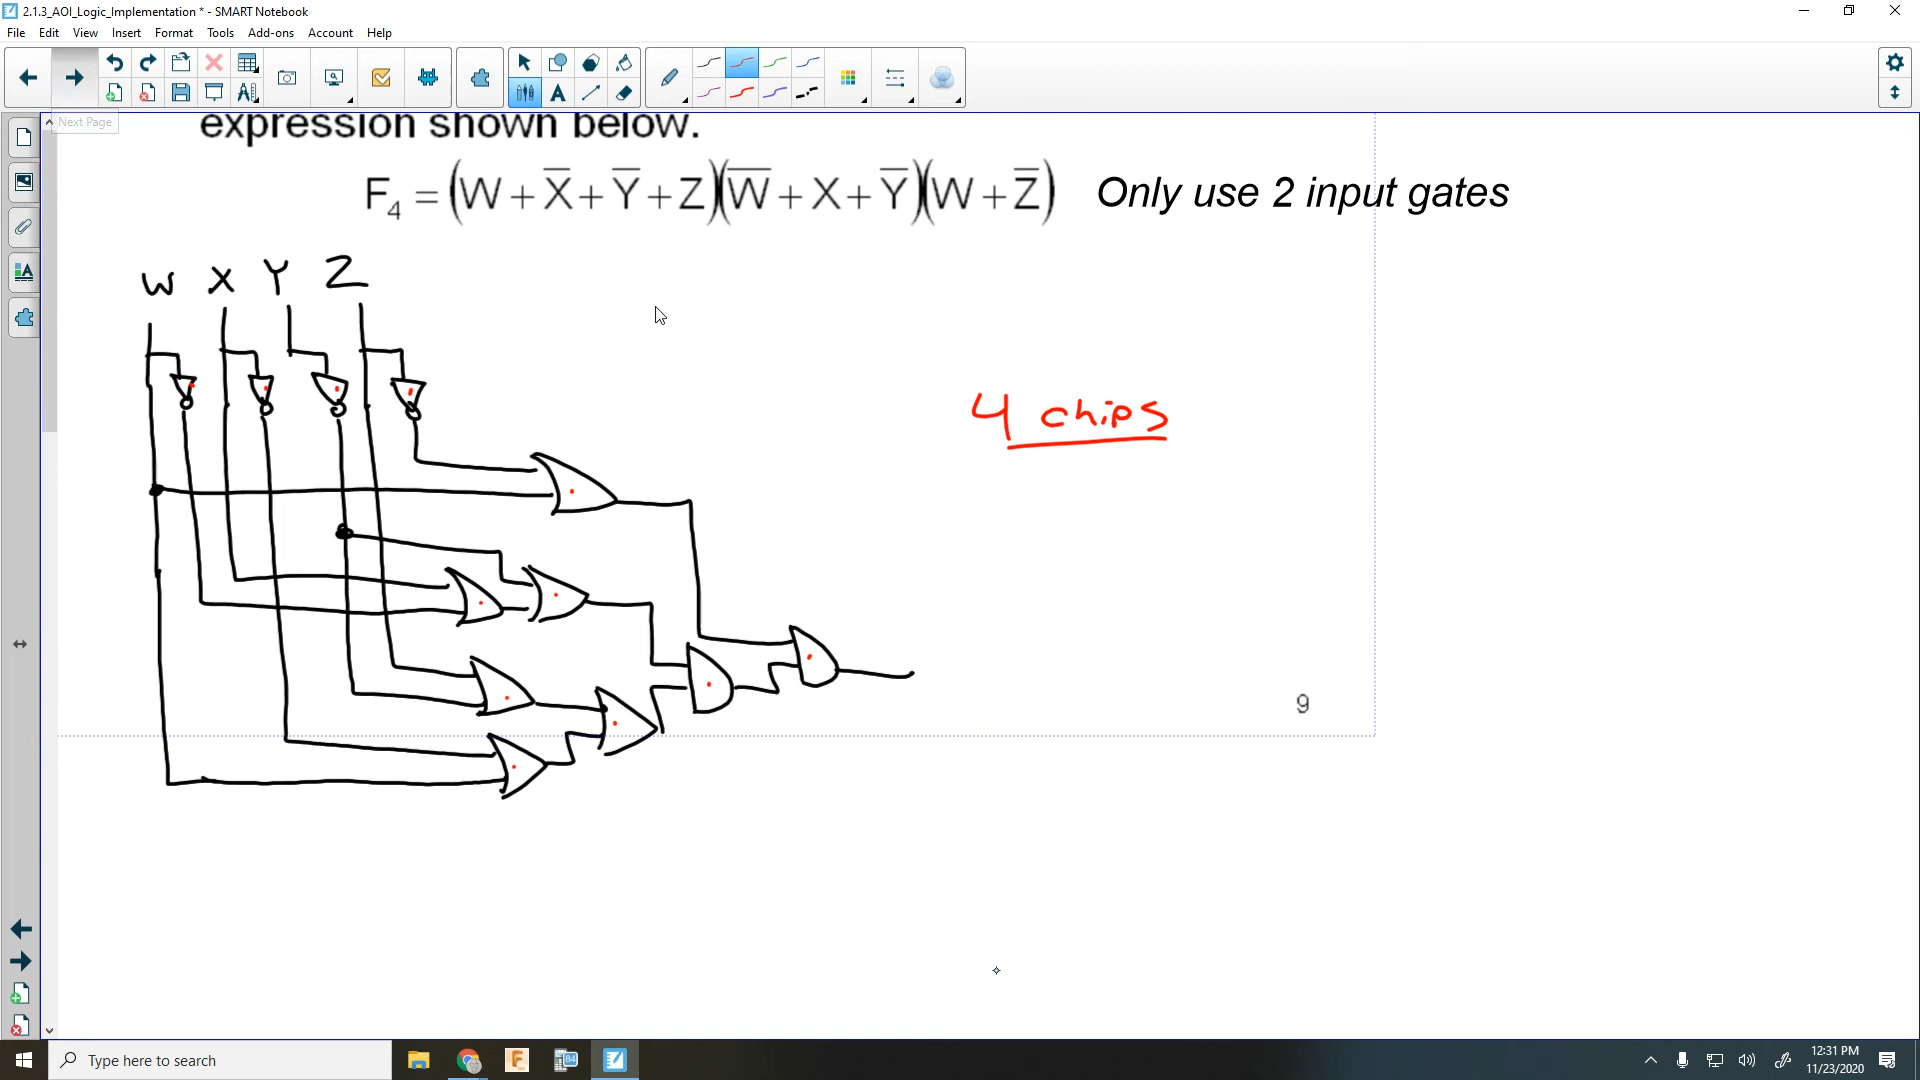 2.1.3_AOI_Logic_Implementation * - SMART Notebook
File Edit View Insert Format Tools Add-ons Account Help
Next Page
expression shown below.
F₄ = (W + X̅ + Y̅ + Z)(W̅ + X + Y̅)(W + Z̅) Only use 2 input gates
W X Y Z
4 chips
9
Type here to search
12:31 PM
11/23/2020